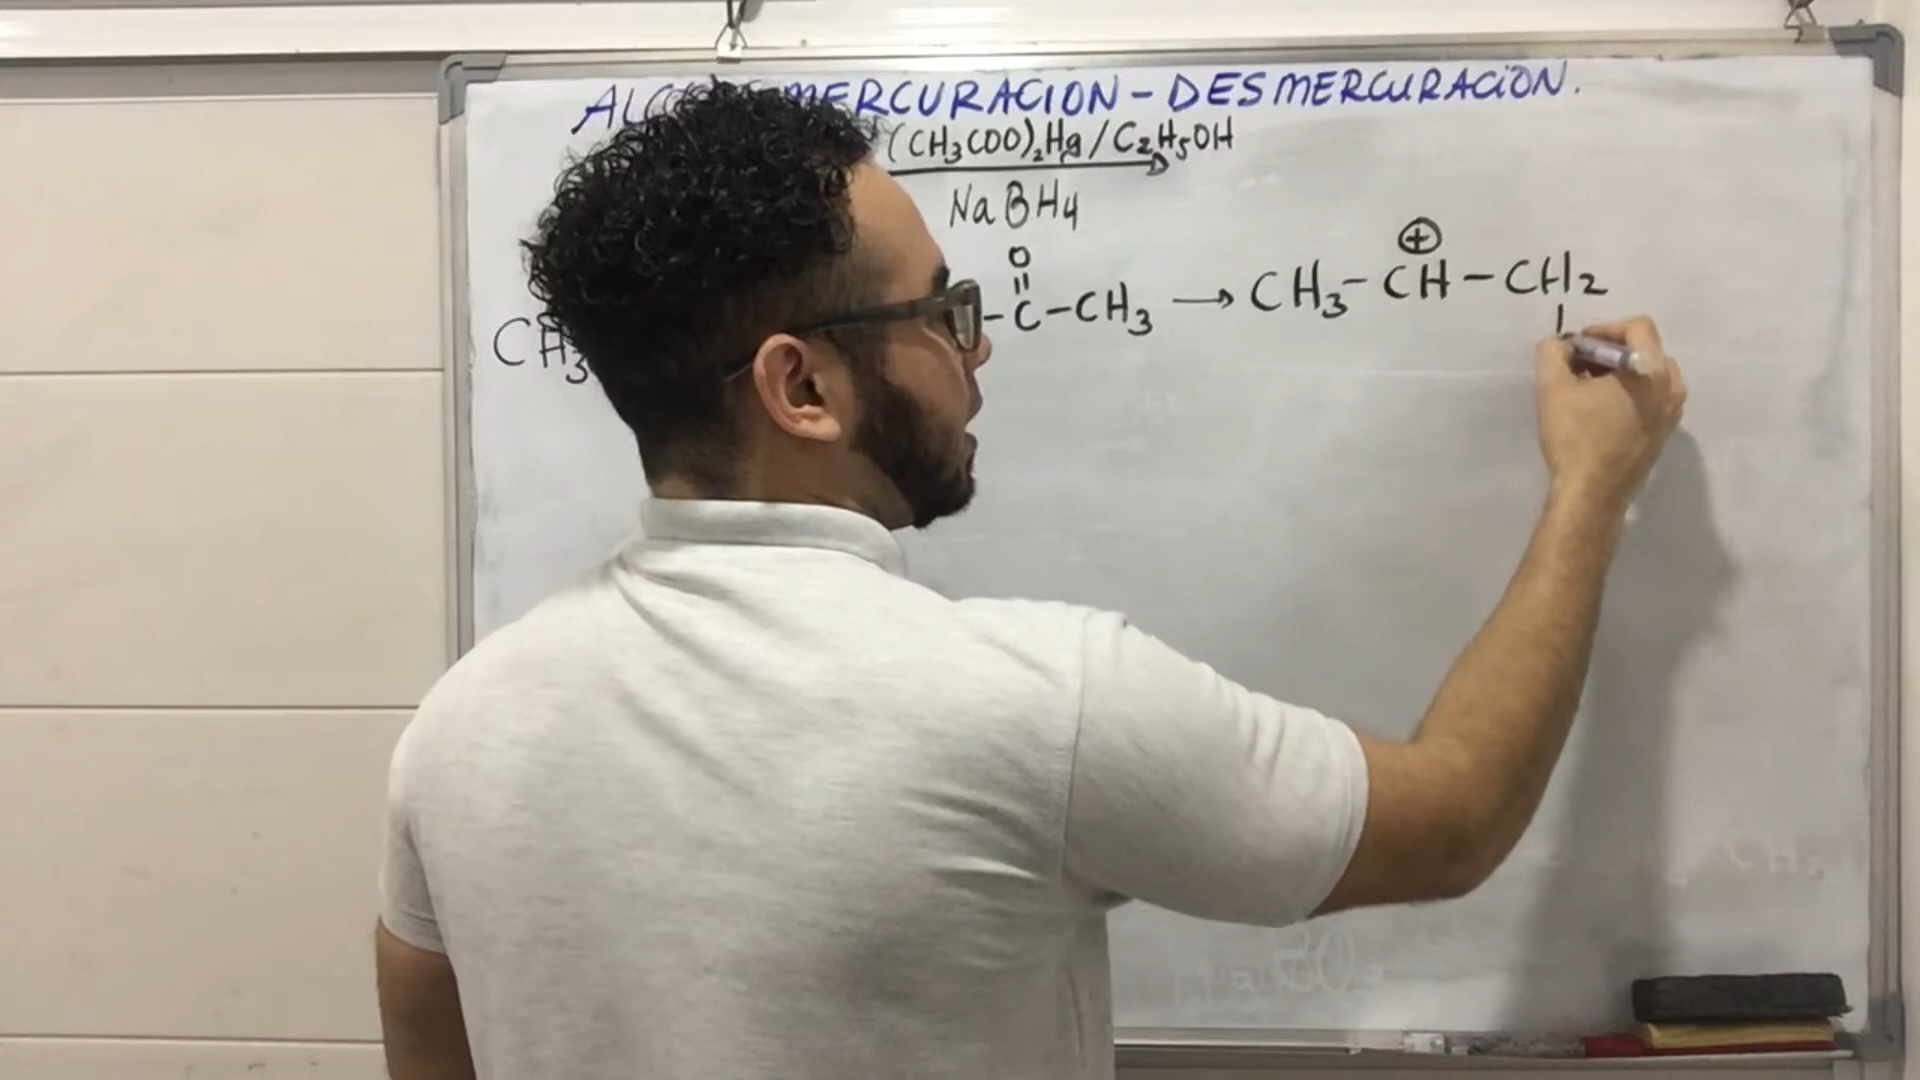 MERCURACION-DESMERCURACION.
(CH3COO)2Hg/C2H5OH
NaBH4
⊕
O
CH3
-C-CH3 → CH3-CH-CH2